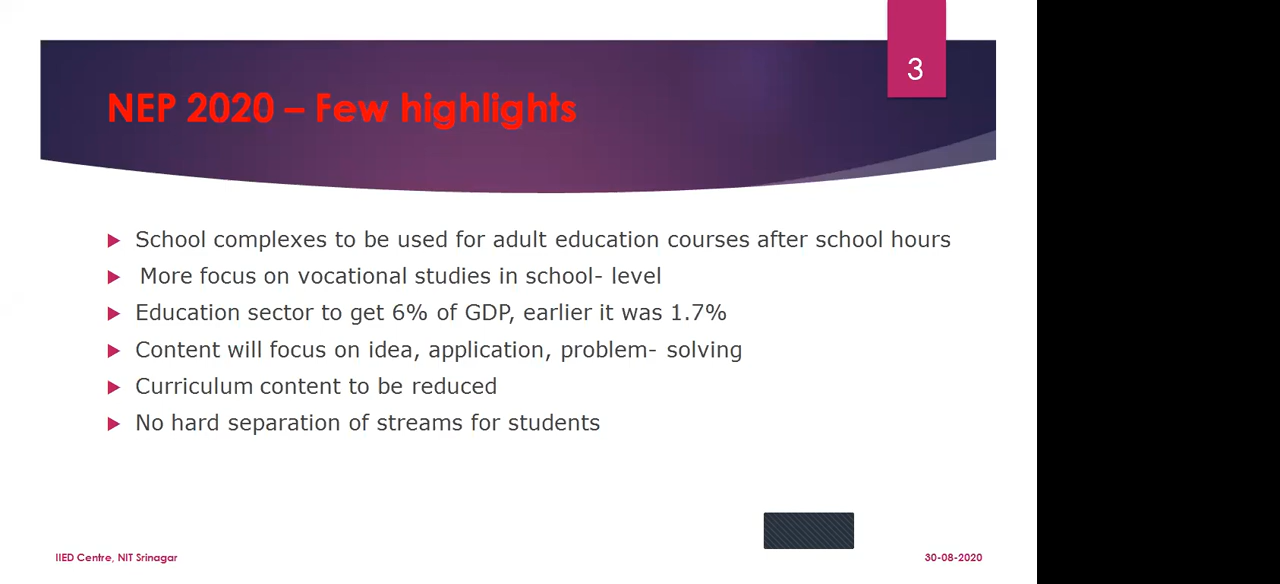 3
NEP 2020 – Few highlights
School complexes to be used for adult education courses after school hours
More focus on vocational studies in school- level
Education sector to get 6% of GDP, earlier it was 1.7%
Content will focus on idea, application, problem- solving
Curriculum content to be reduced
No hard separation of streams for students
IIED Centre, NIT Srinagar
30-08-2020